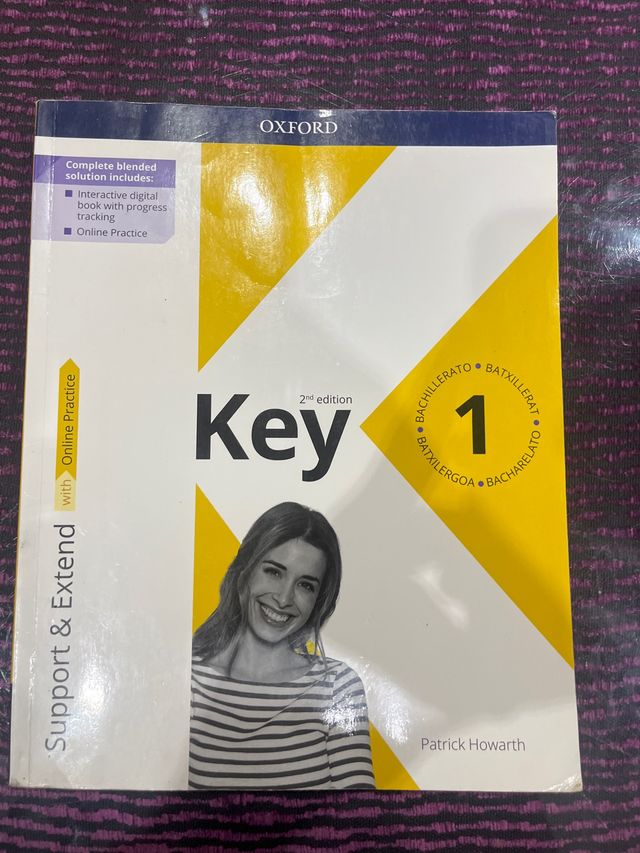 OXFORD
Complete blended
solution includes:
Interactive digital
book with progress
tracking
Online Practice
2nd edition
Key
1
BACHILLERATO • BATXILLERAT • BACHARELATO • BATXILERGOA •
Support & Extend with Online Practice
Patrick Howarth